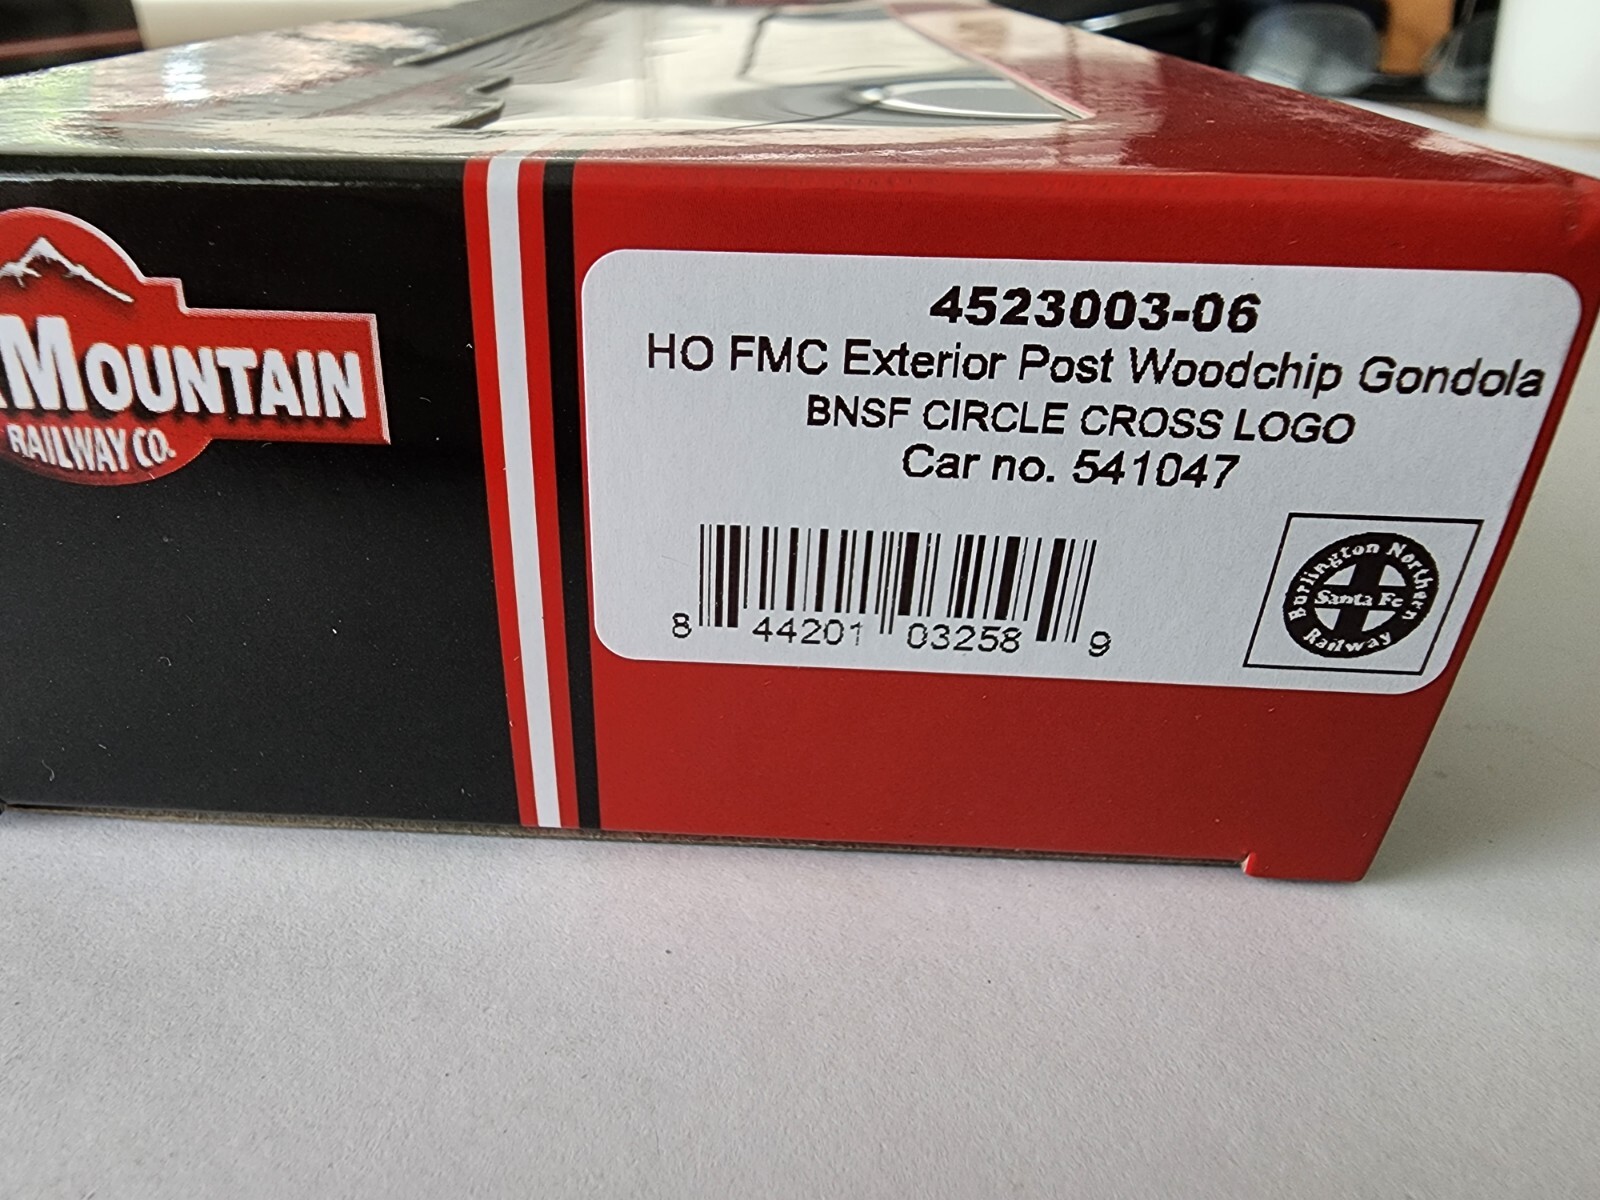 MOUNTAIN
RAILWAY CO.
4523003-06
HO FMC Exterior Post Woodchip Gondola
BNSF CIRCLE CROSS LOGO
Car no. 541047
8 44201 03258 9
Burlington Northern
Santa Fe
Railway